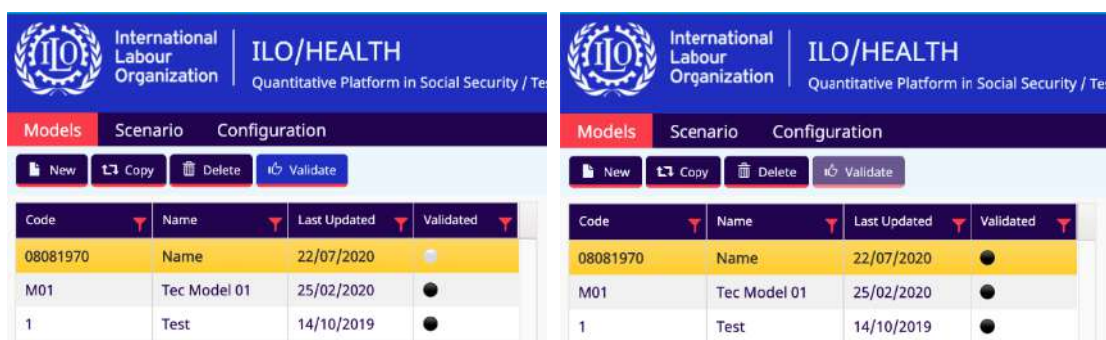 International
Labour
Organization
ILO/HEALTH
Quantitative Platform in Social Security / Te
Models Scenario Configuration
New Copy Delete Validate
Code Name Last Updated Validated
08081970 Name 22/07/2020
M01 Tec Model 01 25/02/2020
1 Test 14/10/2019
International
Labour
Organization
ILO/HEALTH
Quantitative Platform in Social Security / Te
Models Scenario Configuration
New Copy Delete Validate
Code Name Last Updated Validated
08081970 Name 22/07/2020
M01 Tec Model 01 25/02/2020
1 Test 14/10/2019